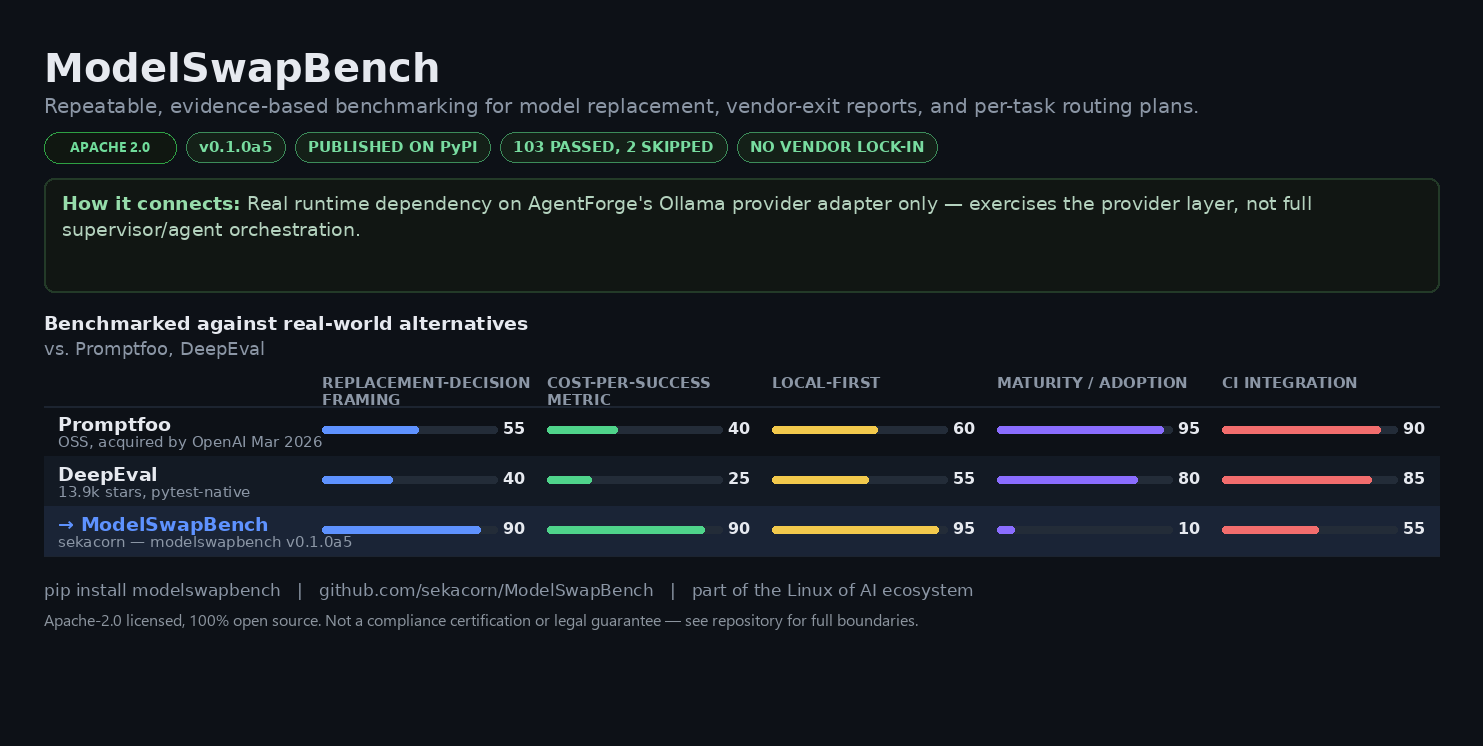 ModelSwapBench
Repeatable, evidence-based benchmarking for model replacement, vendor-exit reports, and per-task routing plans.
APACHE 2.0 v0.1.0a5 PUBLISHED ON PyPI 103 PASSED, 2 SKIPPED NO VENDOR LOCK-IN
How it connects: Real runtime dependency on AgentForge's Ollama provider adapter only — exercises the provider layer, not full
supervisor/agent orchestration.
Benchmarked against real-world alternatives
vs. Promptfoo, DeepEval
REPLACEMENT-DECISION COST-PER-SUCCESS LOCAL-FIRST MATURITY / ADOPTION CI INTEGRATION
FRAMING METRIC
Promptfoo 55 40 60 95 90
OSS, acquired by OpenAI Mar 2026
DeepEval 40 25 55 80 85
13.9k stars, pytest-native
→ ModelSwapBench 90 90 95 10 55
sekacorn — modelswapbench v0.1.0a5
pip install modelswapbench | github.com/sekacorn/ModelSwapBench | part of the Linux of AI ecosystem
Apache-2.0 licensed, 100% open source. Not a compliance certification or legal guarantee — see repository for full boundaries.